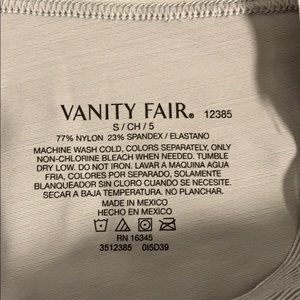 VANITY FAIR® 12385
S / CH / 5
77% NYLON 23% SPANDEX / ELASTANO
MACHINE WASH COLD, COLORS SEPARATELY, ONLY
NON-CHLORINE BLEACH WHEN NEEDED. TUMBLE
DRY LOW. DO NOT IRON. LAVAR A MAQUINA AGUA
FRIA, COLORES POR SEPARADO, SOLAMENTE
BLANQUEADOR SIN CLORO CUANDO SE NECESITE.
SECAR A BAJA TEMPERATURA. NO PLANCHAR.
MADE IN MEXICO
HECHO EN MEXICO
RN 16345
3512385 0I5D39